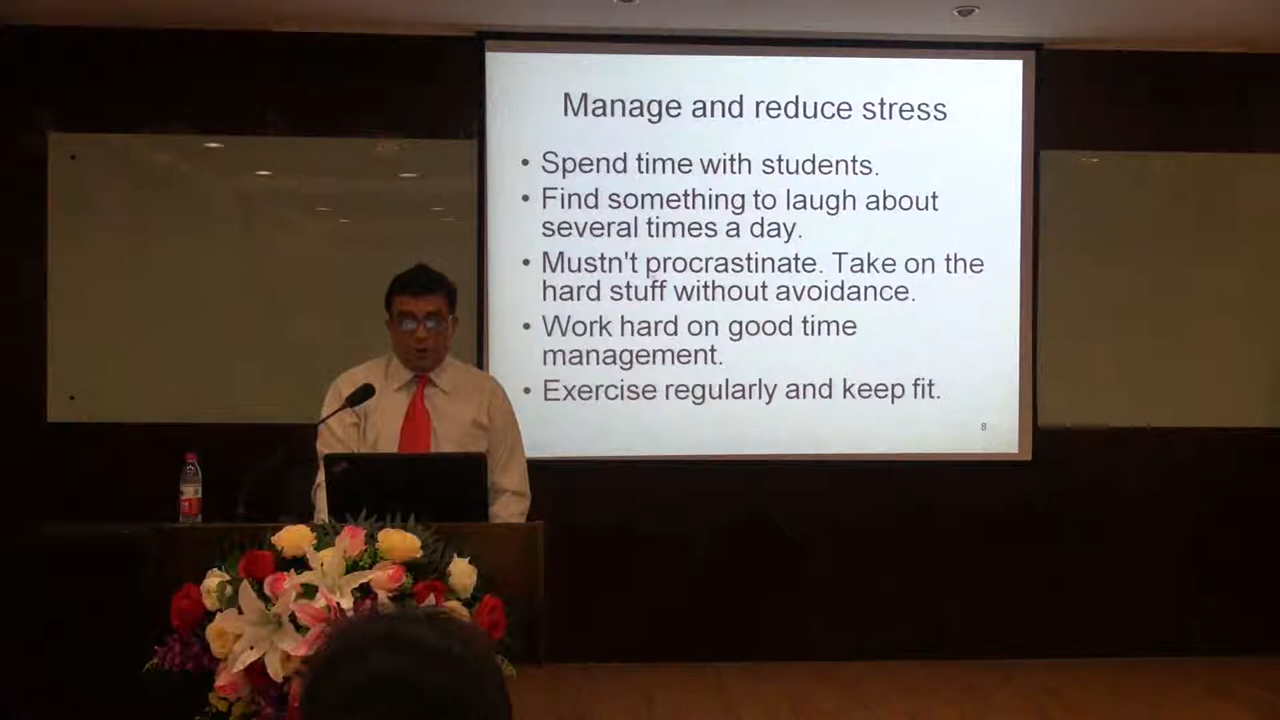 Manage and reduce stress
• Spend time with students.
• Find something to laugh about
several times a day.
• Mustn't procrastinate. Take on the
hard stuff without avoidance.
• Work hard on good time
management.
• Exercise regularly and keep fit.
8